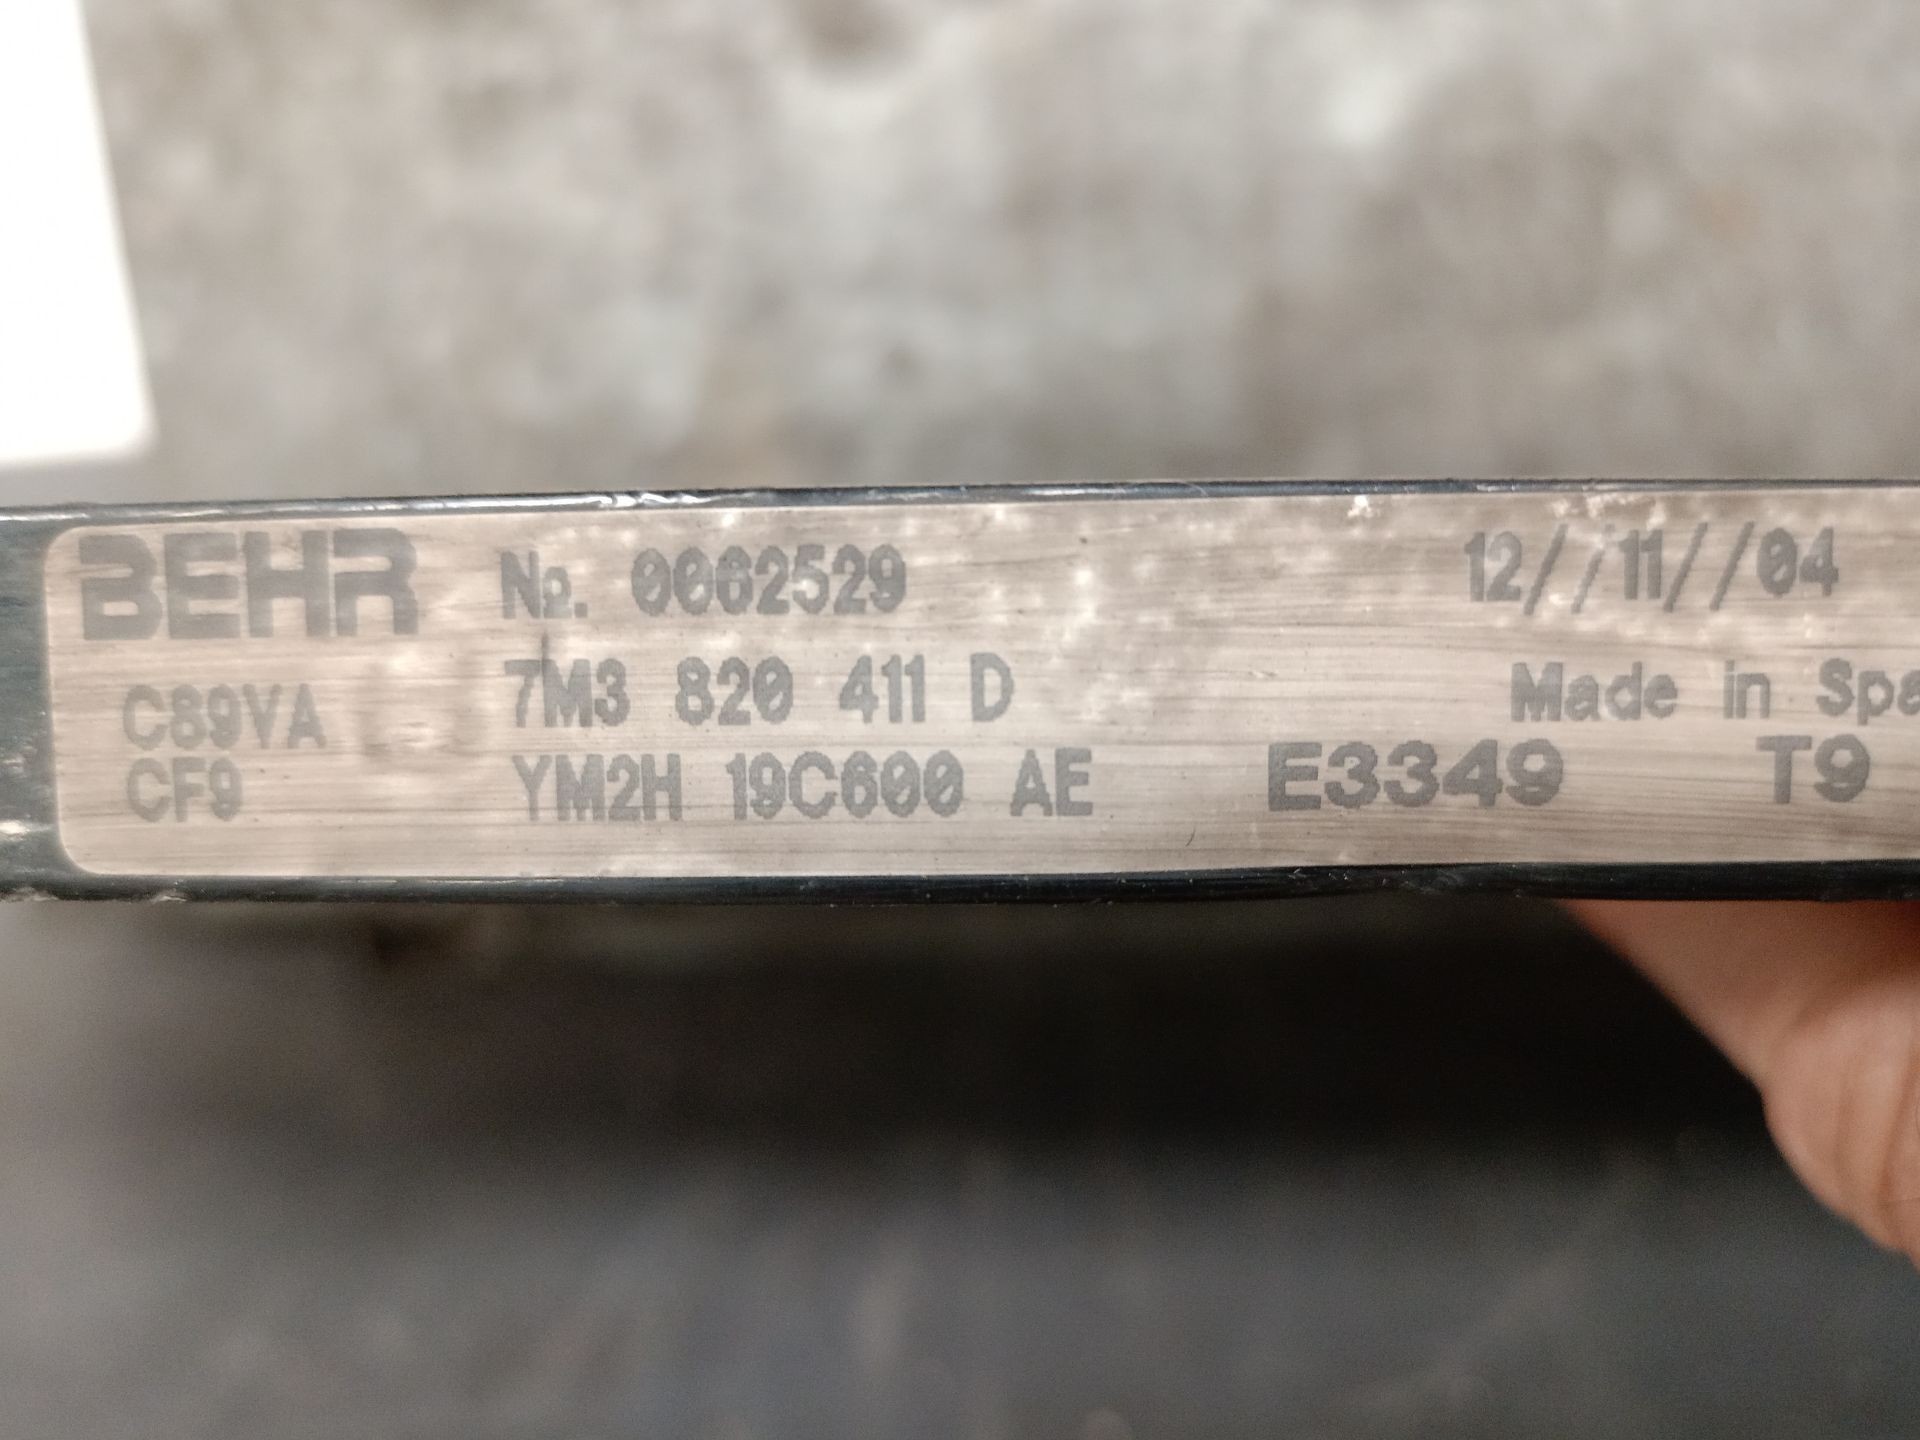 BEHR No. 0062529 12//11//04
C89VA 7M3 820 411 D Made in Spa
CF9 YM2H 19C600 AE E3349 T9